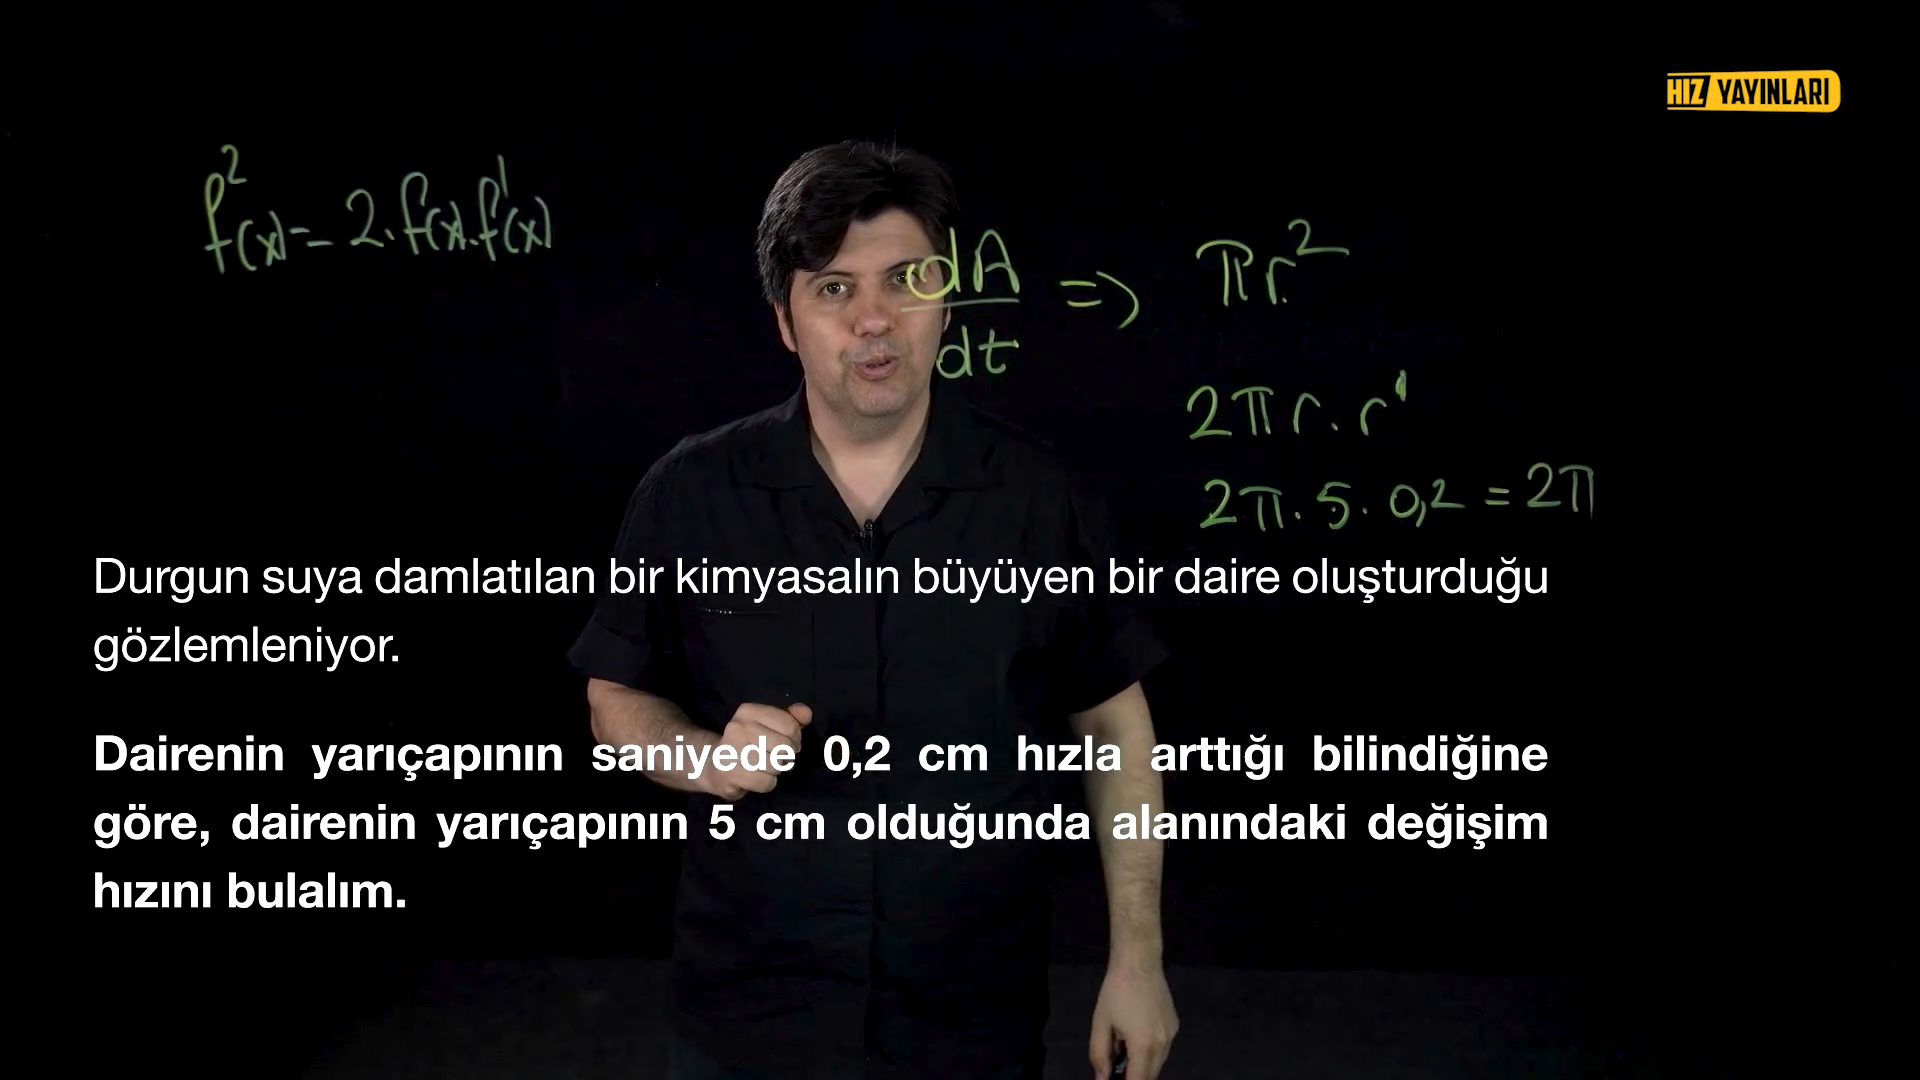 HIZ YAYINLARI
f²(x) = 2.f(x).f'(x)
dA/dt => πr²
2πr.r'
2π.5.0,2 = 2π
Durgun suya damlatılan bir kimyasalın büyüyen bir daire oluşturduğu
gözlemleniyor.
Dairenin yarıçapının saniyede 0,2 cm hızla arttığı bilindiğine
göre, dairenin yarıçapının 5 cm olduğunda alanındaki değişim
hızını bulalım.